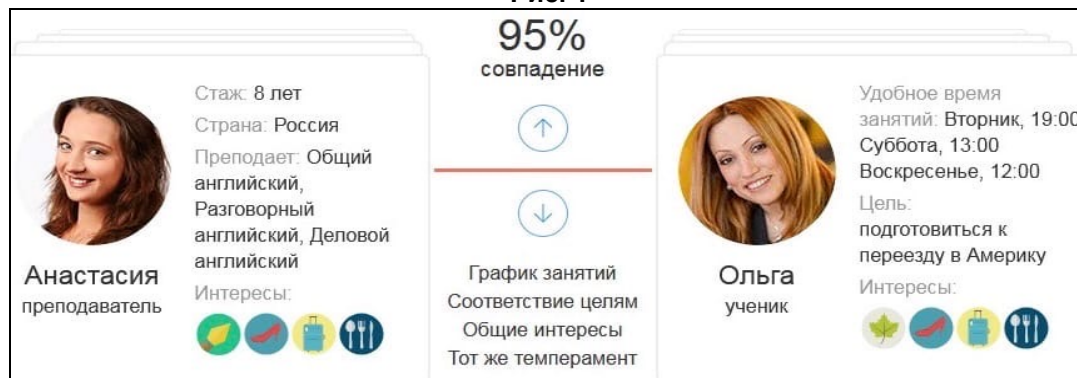 95%
совпадение
Стаж: 8 лет
Страна: Россия
Преподает: Общий
английский,
Разговорный
английский, Деловой
английский
Интересы:
Анастасия
преподаватель
График занятий
Соответствие целям
Общие интересы
Тот же темперамент
Удобное время
занятий: Вторник, 19:00
Суббота, 13:00
Воскресенье, 12:00
Цель:
подготовиться к
переезду в Америку
Интересы:
Ольга
ученик